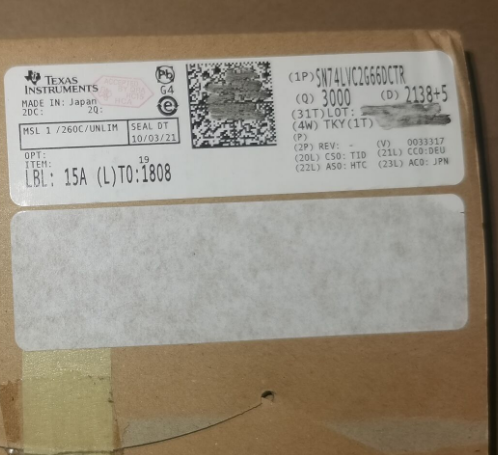 TEXAS
INSTRUMENTS
MADE IN: Japan
2DC: 2Q:
MSL 1 /260C/UNLIM
SEAL DT
10/03/21
OPT:
ITEM: 19
LBL: 15A (L)TO:1808
Pb
G4
e
(1P)SN74LVC2G66DCTR
(Q) 3000 (D) 2138+5
(31T)LOT:
(4W) TKY(1T)
(P)
(2P) REV: - (V) 0033317
(20L) CSO: TID (21L) CCO:DEU
(22L) ASO: HTC (23L) ACO: JPN